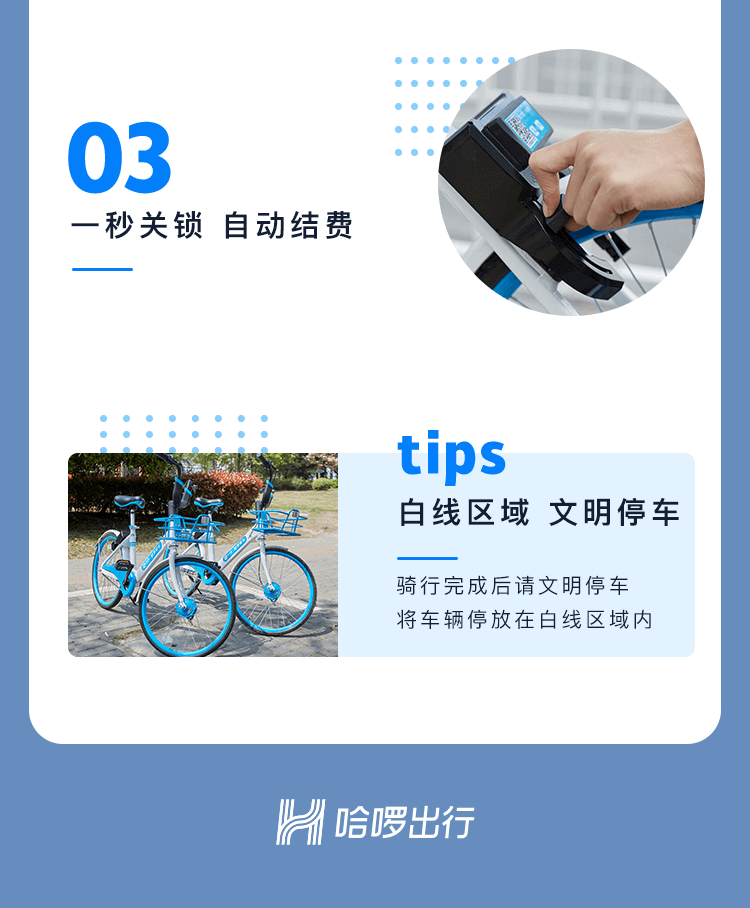 03
一秒关锁 自动结费
tips
白线区域 文明停车
骑行完成后请文明停车
将车辆停放在白线区域内
哈啰出行